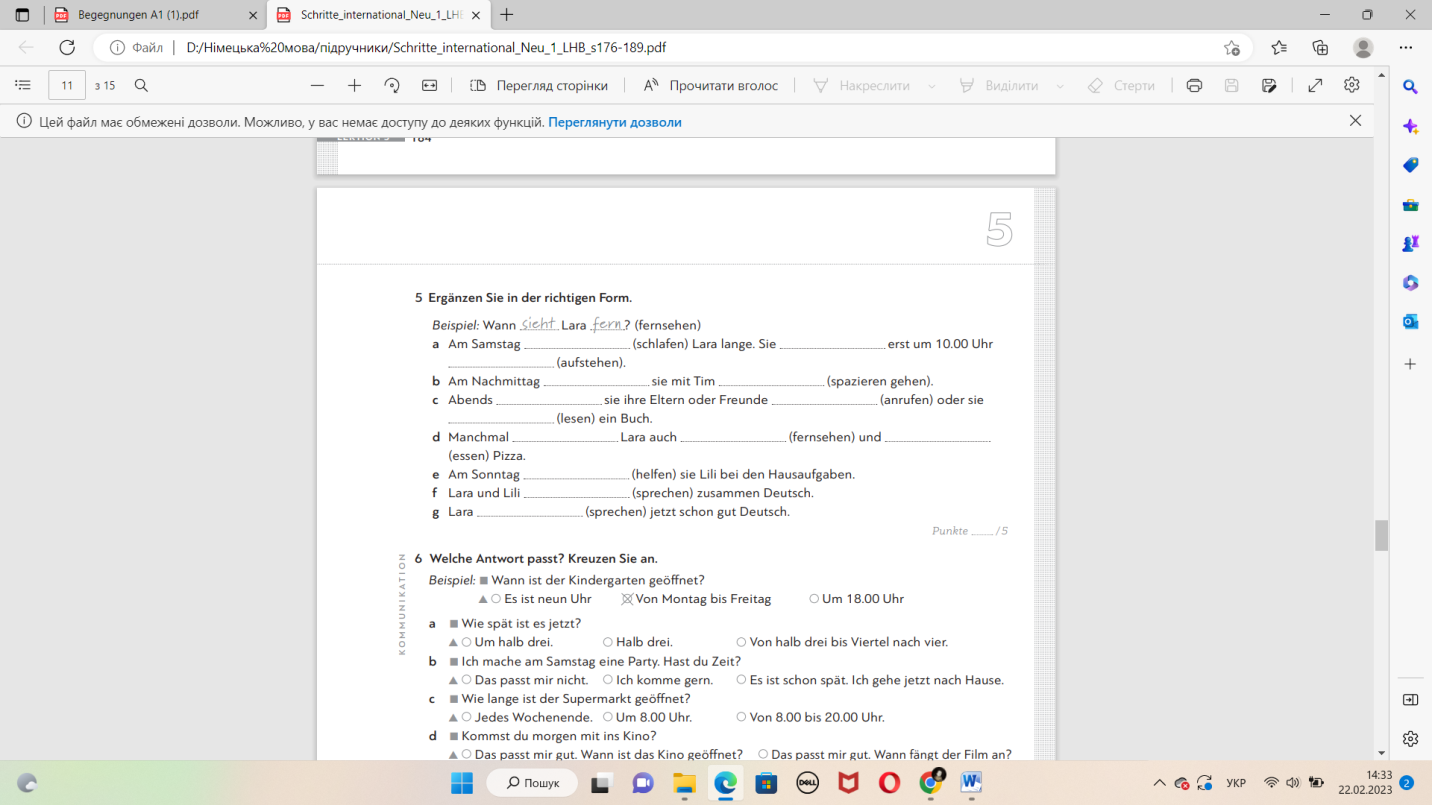 Begegnungen A1 (1).pdf
Schritte_international_Neu_1_LHB
Файл
D:/Німецька%20мова/підручники/Schritte_international_Neu_1_LHB_s176-189.pdf
11 з 15 Перегляд сторінки Прочитати вголос Накреслити Виділити Стерти
Цей файл має обмежені дозволи. Можливо, у вас немає доступу до деяких функцій. Переглянути дозволи
184
5
5 Ergänzen Sie in der richtigen Form.
Beispiel: Wann sieht Lara fern? (fernsehen)
a Am Samstag (schlafen) Lara lange. Sie erst um 10.00 Uhr
(aufstehen).
b Am Nachmittag sie mit Tim (spazieren gehen).
c Abends sie ihre Eltern oder Freunde (anrufen) oder sie
(lesen) ein Buch.
d Manchmal Lara auch (fernsehen) und
(essen) Pizza.
e Am Sonntag (helfen) sie Lili bei den Hausaufgaben.
f Lara und Lili (sprechen) zusammen Deutsch.
g Lara (sprechen) jetzt schon gut Deutsch.
Punkte /5
KOMMUNIKATION
6 Welche Antwort passt? Kreuzen Sie an.
Beispiel: Wann ist der Kindergarten geöffnet?
Es ist neun Uhr Von Montag bis Freitag Um 18.00 Uhr
a Wie spät ist es jetzt?
Um halb drei. Halb drei. Von halb drei bis Viertel nach vier.
b Ich mache am Samstag eine Party. Hast du Zeit?
Das passt mir nicht. Ich komme gern. Es ist schon spät. Ich gehe jetzt nach Hause.
c Wie lange ist der Supermarkt geöffnet?
Jedes Wochenende. Um 8.00 Uhr. Von 8.00 bis 20.00 Uhr.
d Kommst du morgen mit ins Kino?
Das passt mir gut. Wann ist das Kino geöffnet? Das passt mir gut. Wann fängt der Film an?
Пошук
DELL
УКР
14:33
22.02.2023
2